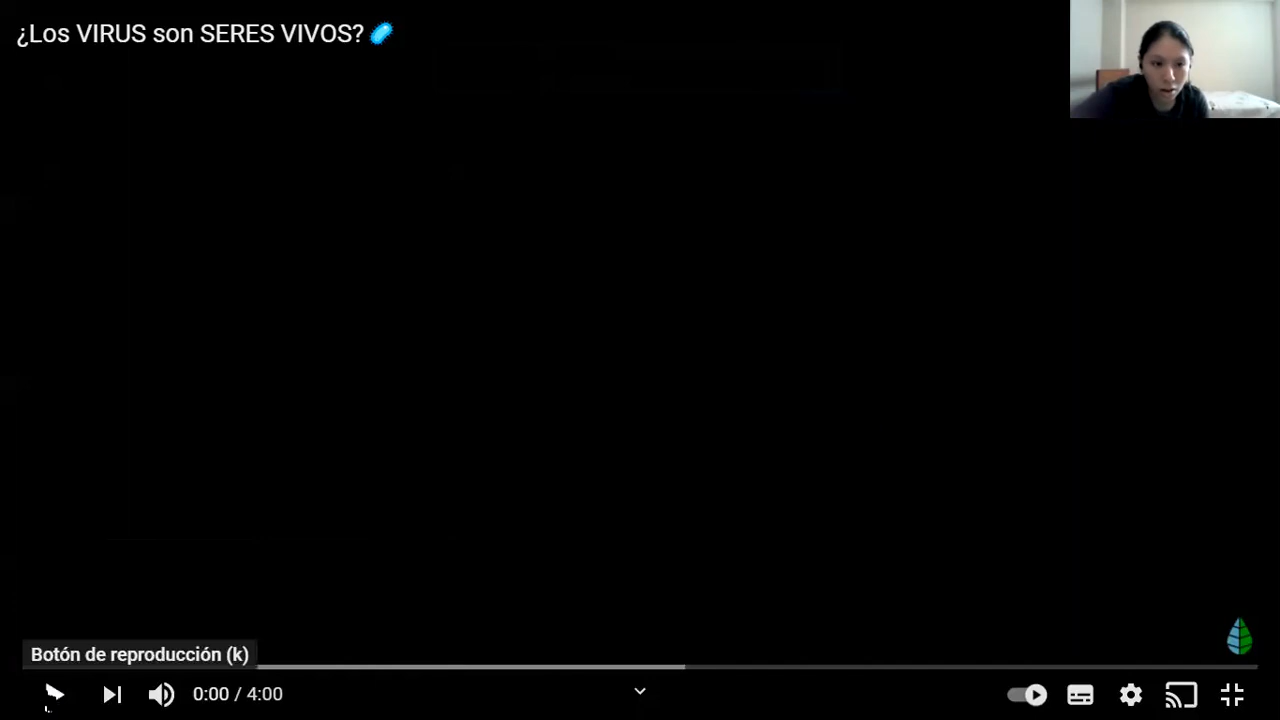 ¿Los VIRUS son SERES VIVOS?
Botón de reproducción (k)
0:00 / 4:00